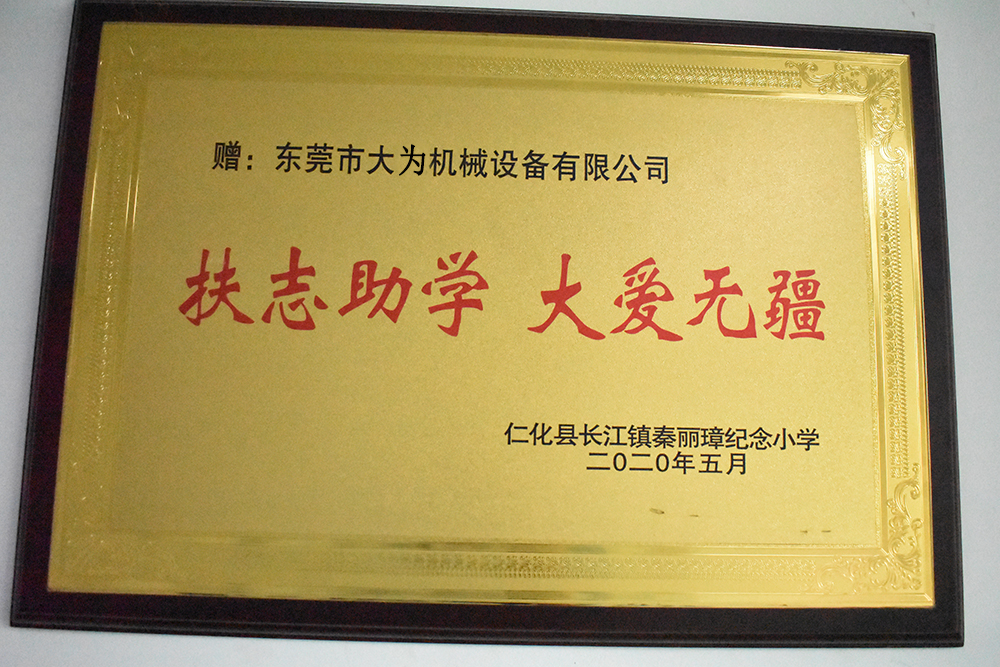 赠：东莞市大为机械设备有限公司
扶志助学 大爱无疆
仁化县长江镇秦丽璋纪念小学
二0二0年五月